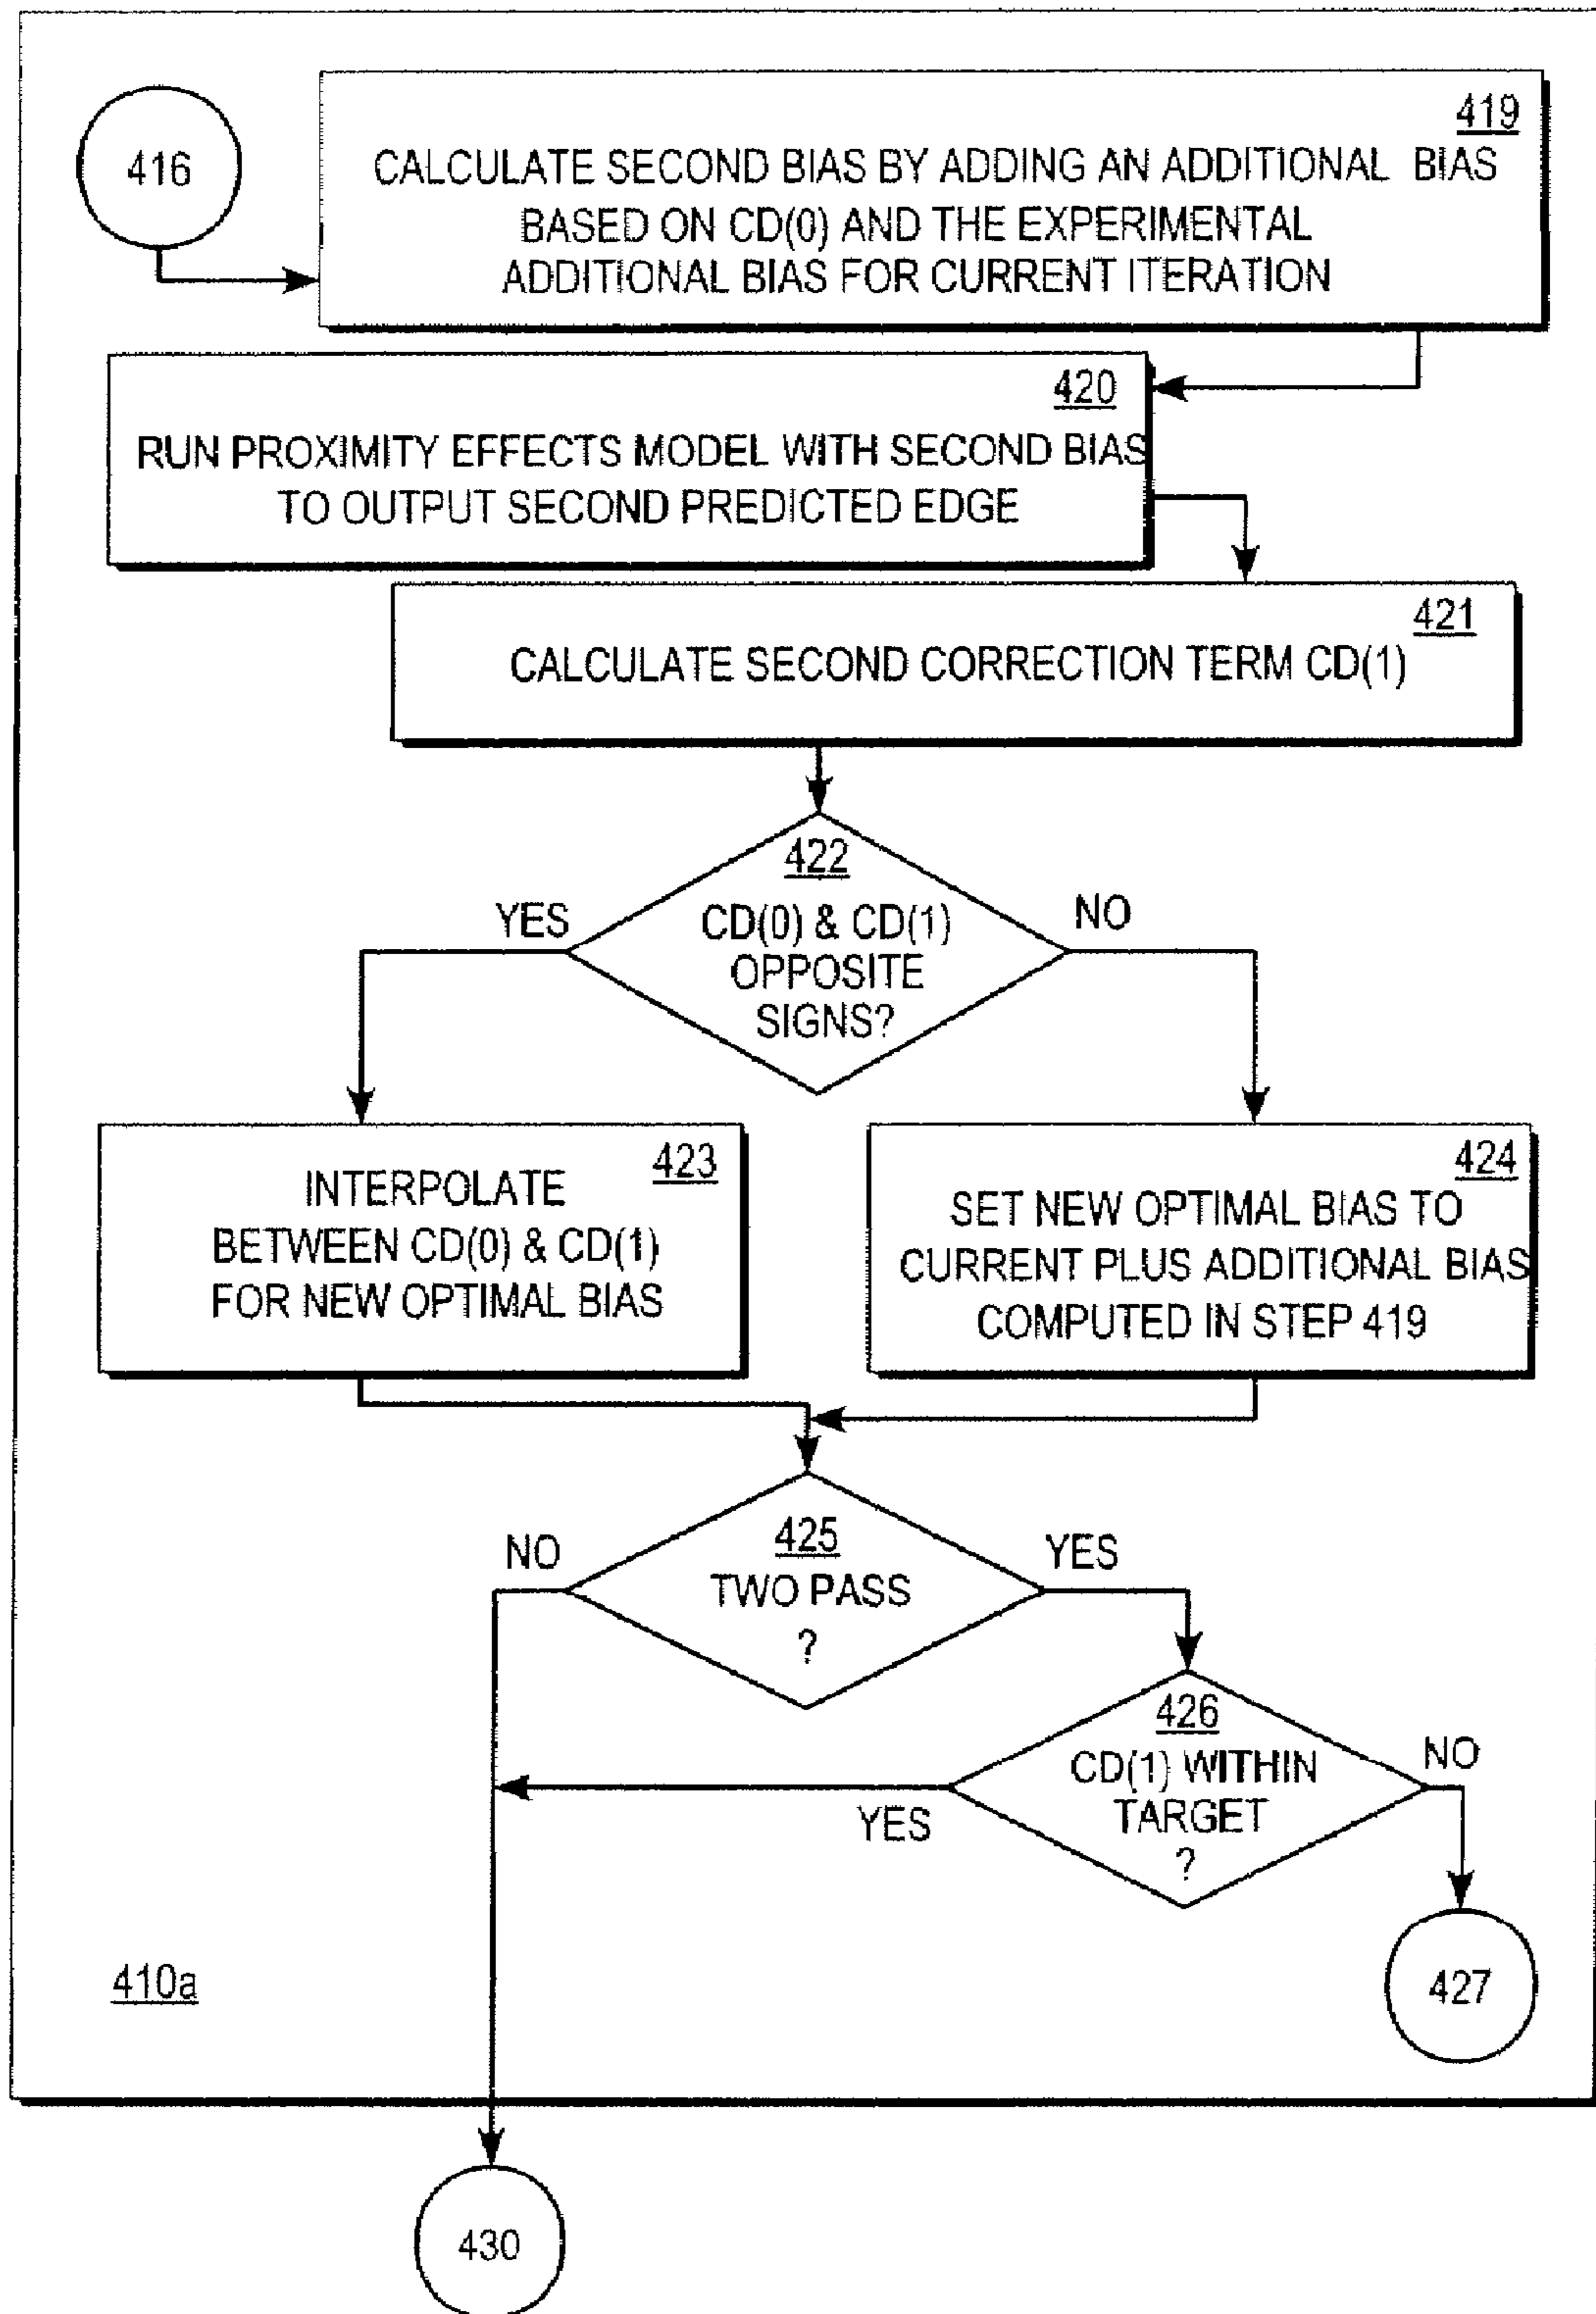 416
419
CALCULATE SECOND BIAS BY ADDING AN ADDITIONAL BIAS
BASED ON CD(0) AND THE EXPERIMENTAL
ADDITIONAL BIAS FOR CURRENT ITERATION
420
RUN PROXIMITY EFFECTS MODEL WITH SECOND BIAS
TO OUTPUT SECOND PREDICTED EDGE
421
CALCULATE SECOND CORRECTION TERM CD(1)
422
YES
NO
CD(0) & CD(1)
OPPOSITE
SIGNS?
423
INTERPOLATE
BETWEEN CD(0) & CD(1)
FOR NEW OPTIMAL BIAS
424
SET NEW OPTIMAL BIAS TO
CURRENT PLUS ADDITIONAL BIAS
COMPUTED IN STEP 419
425
NO
YES
TWO PASS
?
426
NO
CD(1) WITHIN
TARGET
?
YES
427
410a
430